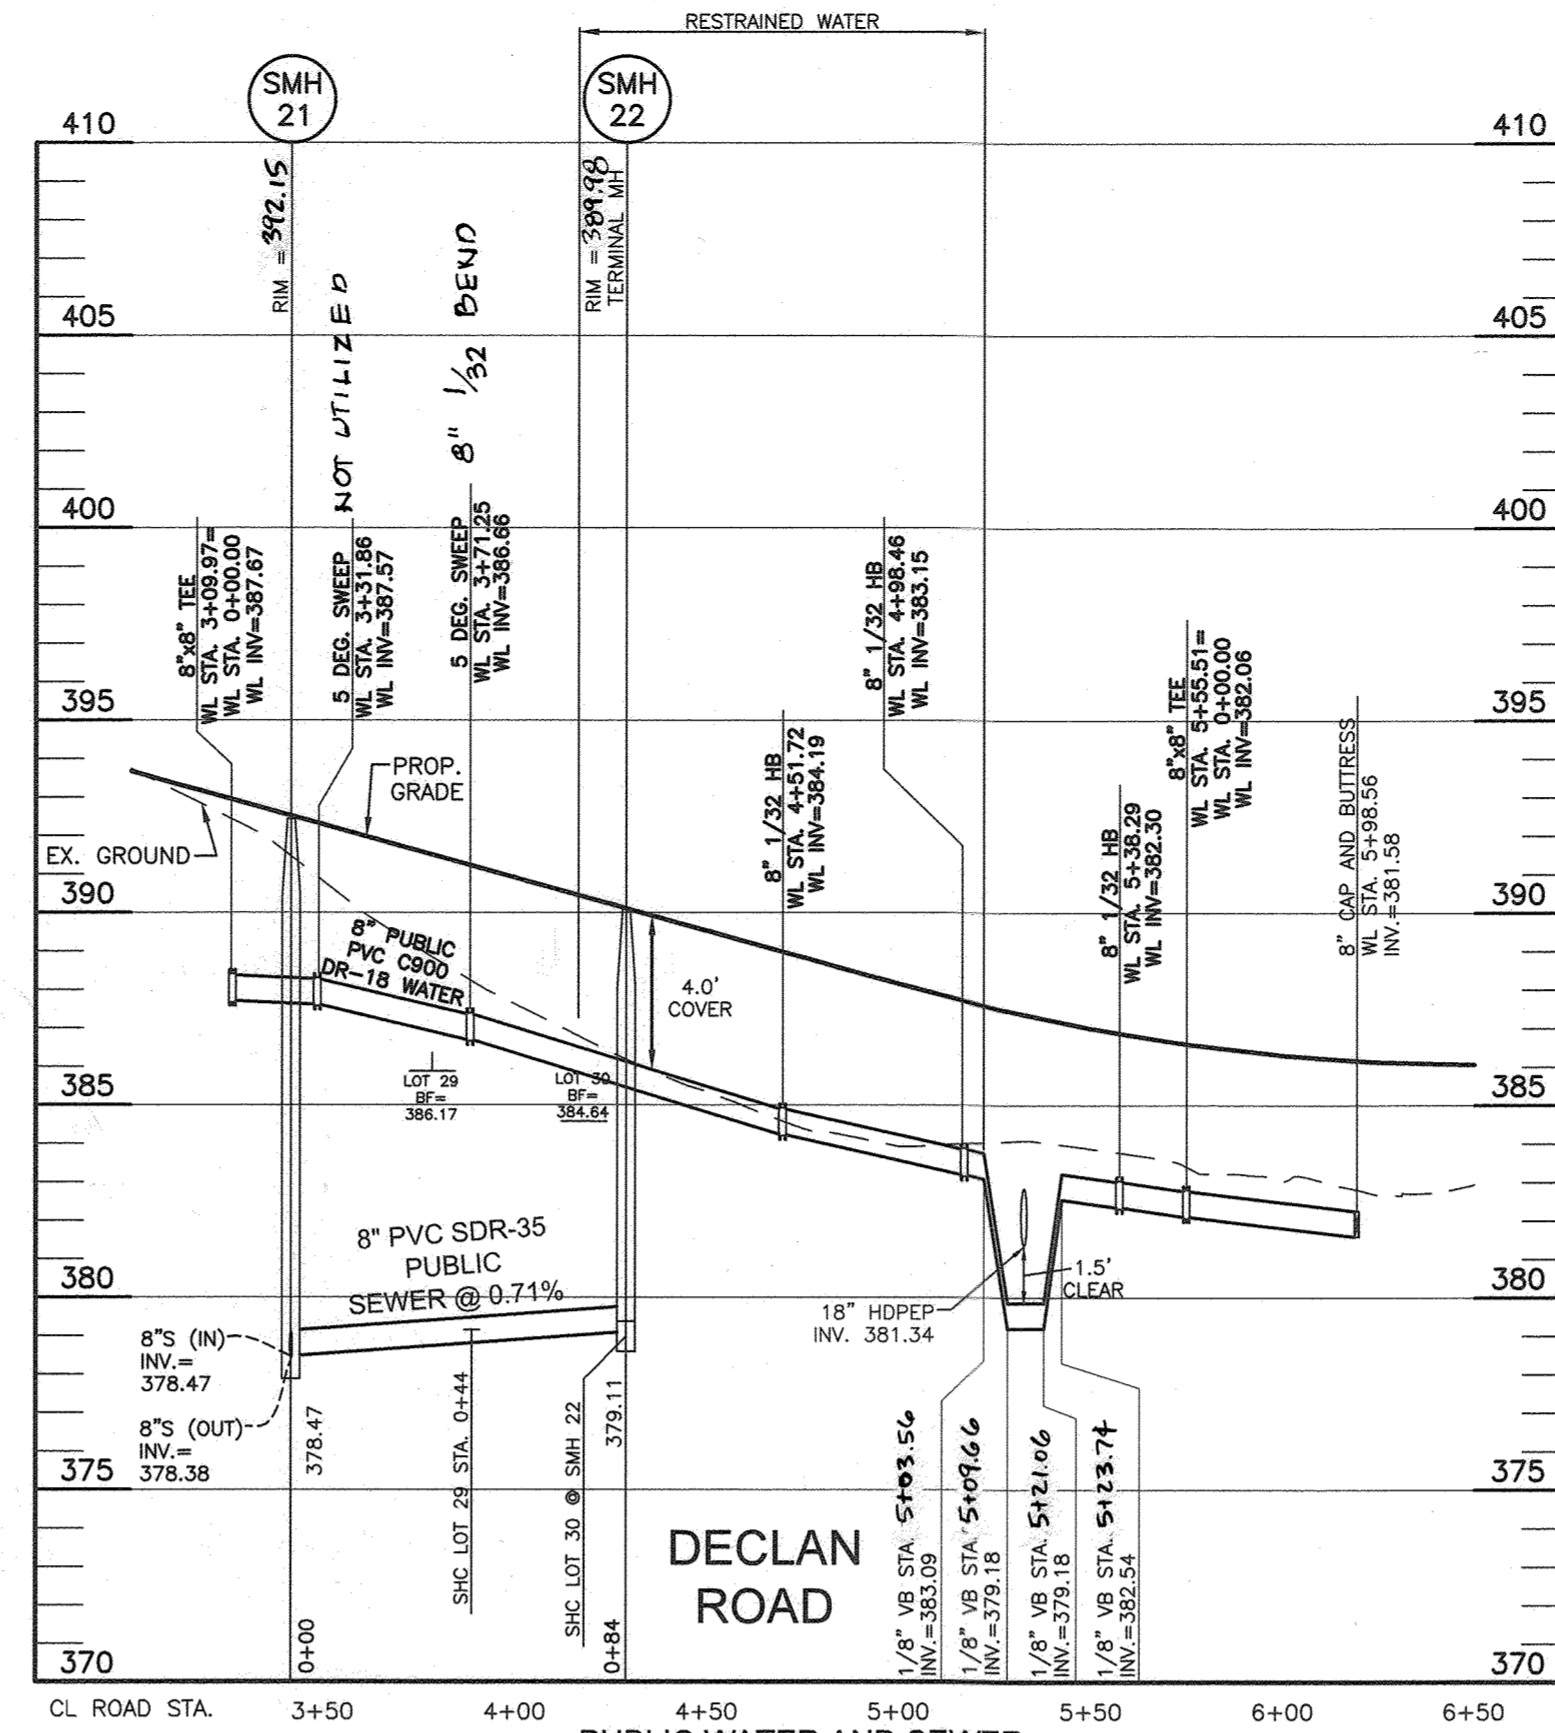 RESTRAINED WATER
SMH
21
SMH
22
410
410
RIM = 392.15
RIM = 389.98
TERMINAL MH
NOT UTILIZED
8" 1/32 BEND
405
405
400
400
8"x8" TEE
WL STA. 3+09.97=
WL STA. 0+00.00
WL INV=387.67
5 DEG. SWEEP
WL STA. 3+31.86
WL INV=387.57
5 DEG. SWEEP
WL STA. 3+71.25
WL INV=386.66
8" 1/32 HB
WL STA. 4+98.46
WL INV=383.15
395
395
8" 1/32 HB
WL STA. 4+51.72
WL INV=384.19
8" 1/32 HB
WL STA. 5+38.29
WL INV=382.30
8"x8" TEE
WL STA. 5+55.51=
WL STA. 0+00.00
WL INV=382.06
8" CAP AND BUTTRESS
WL STA. 5+98.56
INV.=381.58
PROP.
GRADE
EX. GROUND
390
390
8" PUBLIC
PVC C900
DR-18 WATER
4.0'
COVER
385
385
LOT 29
BF=
386.17
LOT 30
BF=
384.64
8" PVC SDR-35
PUBLIC
SEWER @ 0.71%
380
380
1.5'
CLEAR
18" HDPEP
INV. 381.34
8"S (IN)
INV.=
378.47
8"S (OUT)
INV.=
378.38
378.47
SHC LOT 29 STA. 0+44
SHC LOT 30 @ SMH 22
379.11
375
375
1/8" VB STA. 5+03.56
INV.=383.09
1/8" VB STA. 5+09.66
INV.=379.18
1/8" VB STA. 5+21.06
INV.=379.18
1/8" VB STA. 5+23.74
INV.=382.54
DECLAN
ROAD
0+00
0+84
370
370
CL ROAD STA.
3+50
4+00
4+50
5+00
5+50
6+00
6+50
PUBLIC WATER AND SEWER